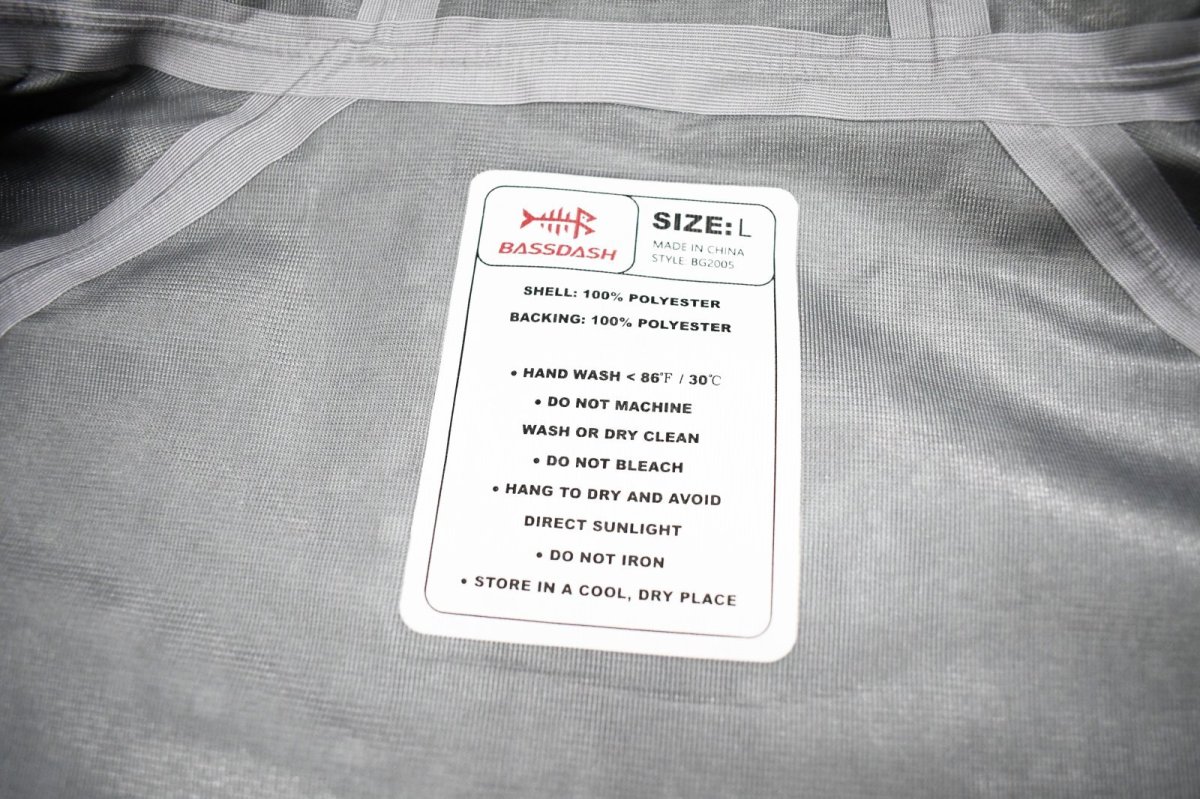 BASSDASH
SIZE: L
MADE IN CHINA
STYLE: BG2005
SHELL: 100% POLYESTER
BACKING: 100% POLYESTER
• HAND WASH < 86°F / 30°C
• DO NOT MACHINE
WASH OR DRY CLEAN
• DO NOT BLEACH
• HANG TO DRY AND AVOID
DIRECT SUNLIGHT
• DO NOT IRON
• STORE IN A COOL, DRY PLACE